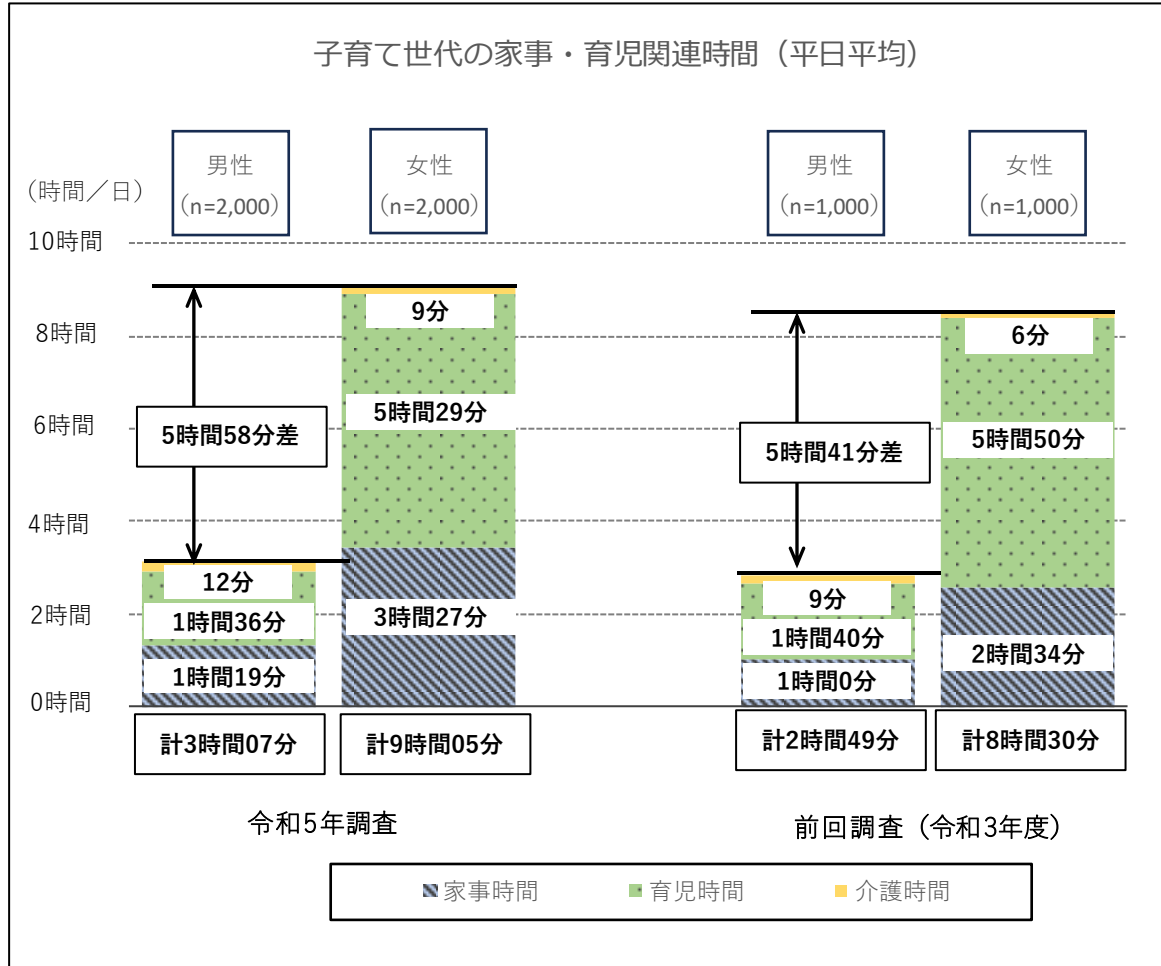 子育て世代の家事・育児関連時間（平日平均）
男性
（n=2,000）
女性
（n=2,000）
男性
（n=1,000）
女性
（n=1,000）
（時間／日）
10時間
8時間
6時間
4時間
2時間
0時間
5時間58分差
12分
1時間36分
1時間19分
9分
5時間29分
3時間27分
5時間41分差
9分
1時間40分
1時間0分
6分
5時間50分
2時間34分
計3時間07分
計9時間05分
計2時間49分
計8時間30分
令和5年調査
前回調査（令和3年度）
家事時間
育児時間
介護時間